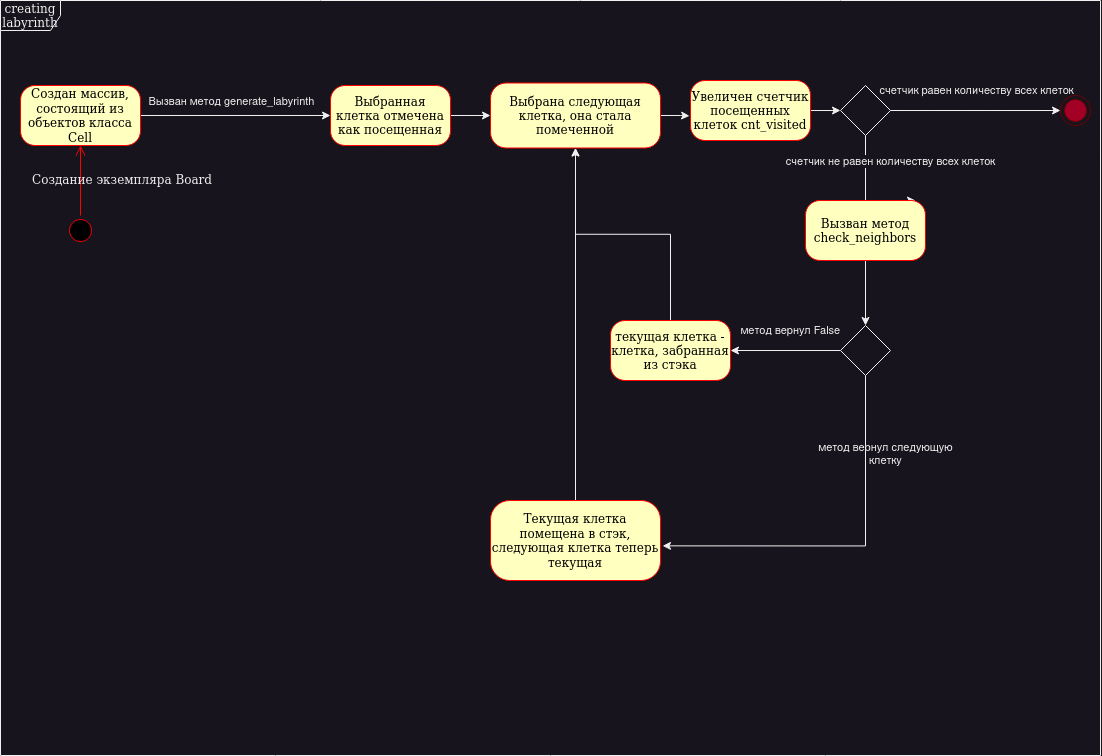 creating
labyrinth
Создан массив,
состоящий из
объектов класса
Cell
Вызван метод generate_labyrinth
Выбранная
клетка отмечена
как посещенная
Выбрана следующая
клетка, она стала
помеченной
Увеличен счетчик
посещенных
клеток cnt_visited
счетчик равен количеству всех клеток
Создание экземпляра Board
счетчик не равен количеству всех клеток
Вызван метод
check_neighbors
текущая клетка -
клетка, забранная
из стэка
метод вернул False
метод вернул следующую
клетку
Текущая клетка
помещена в стэк,
следующая клетка теперь
текущая